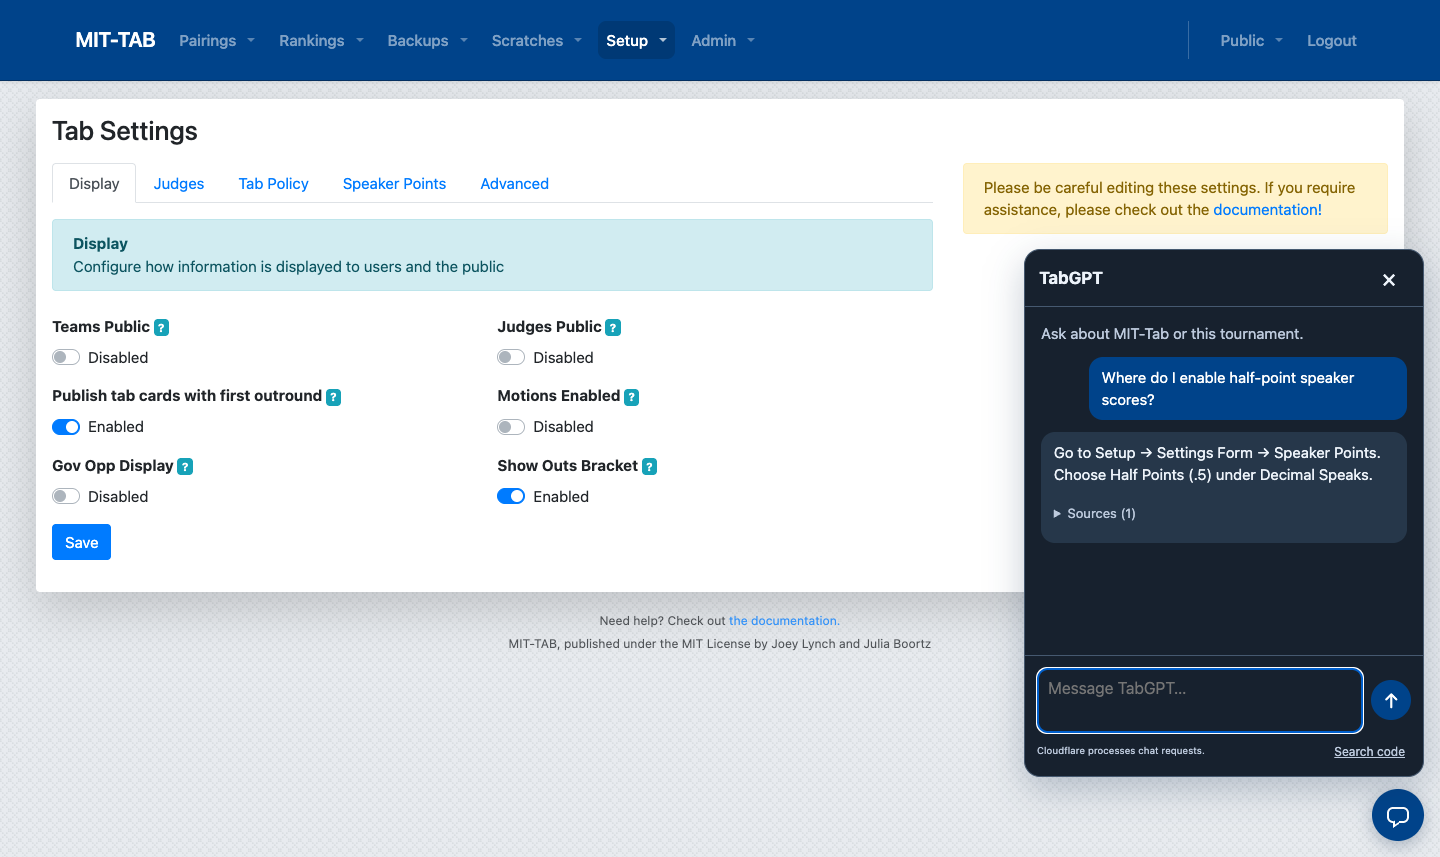 MIT-TAB Pairings Rankings Backups Scratches Setup Admin Public Logout
Tab Settings
Display Judges Tab Policy Speaker Points Advanced
Display
Configure how information is displayed to users and the public
Teams Public ? Judges Public ?
Disabled Disabled
Publish tab cards with first outround ? Motions Enabled ?
Enabled Disabled
Gov Opp Display ? Show Outs Bracket ?
Disabled Enabled
Save
Please be careful editing these settings. If you require
assistance, please check out the documentation!
TabGPT ×
Ask about MIT-Tab or this tournament.
Where do I enable half-point speaker
scores?
Go to Setup → Settings Form → Speaker Points.
Choose Half Points (.5) under Decimal Speaks.
Sources (1)
Message TabGPT...
Cloudflare processes chat requests. Search code
Need help? Check out the documentation.
MIT-TAB, published under the MIT License by Joey Lynch and Julia Boortz